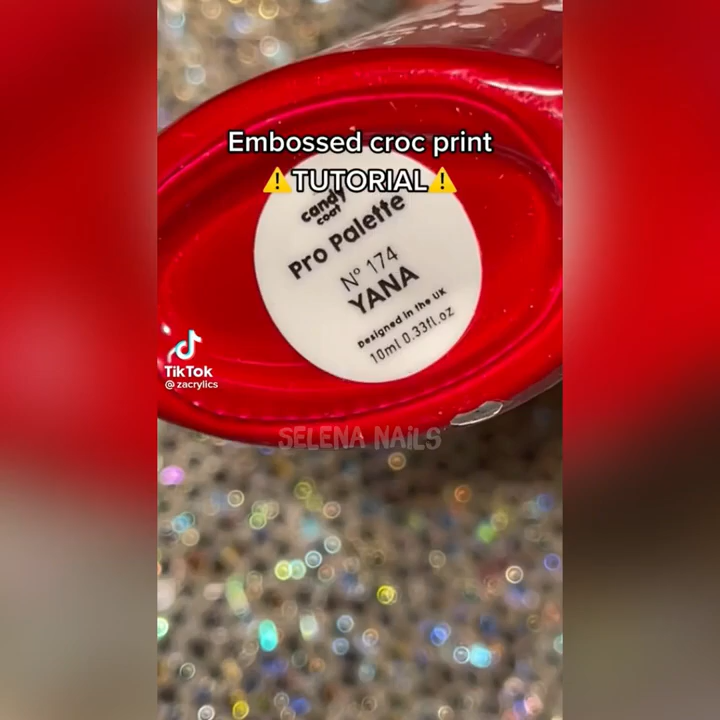 Embossed croc print
⚠️TUTORIAL⚠️
candy
coat
Pro Palette
Nº 174
YANA
Designed in the UK
10ml 0.33fl.oz
TikTok
@ zacrylics
SELENA NAiLS